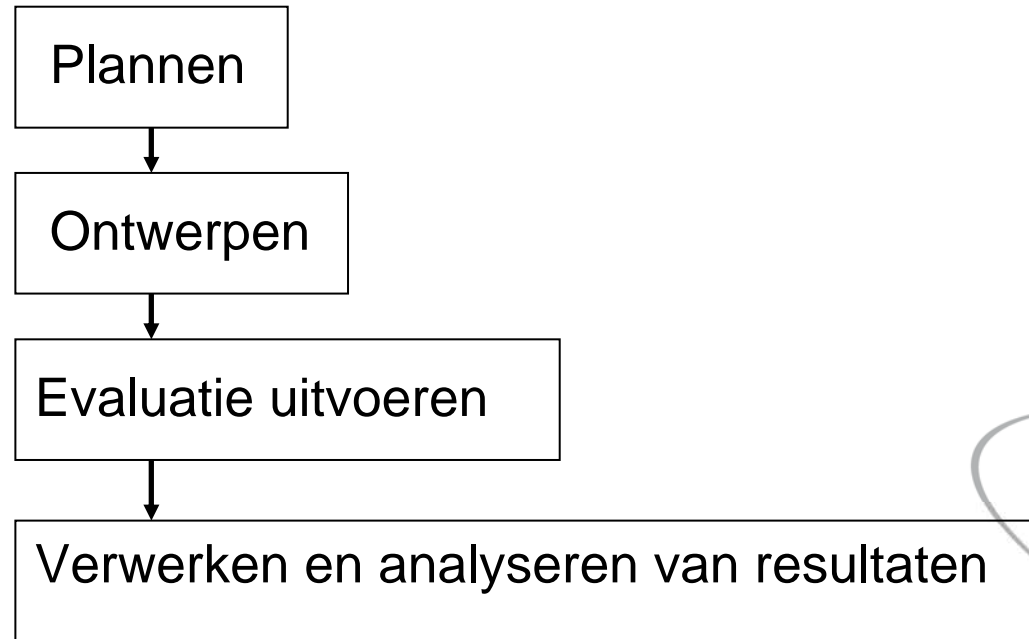 Plannen
Ontwerpen
Evaluatie uitvoeren
Verwerken en analyseren van resultaten